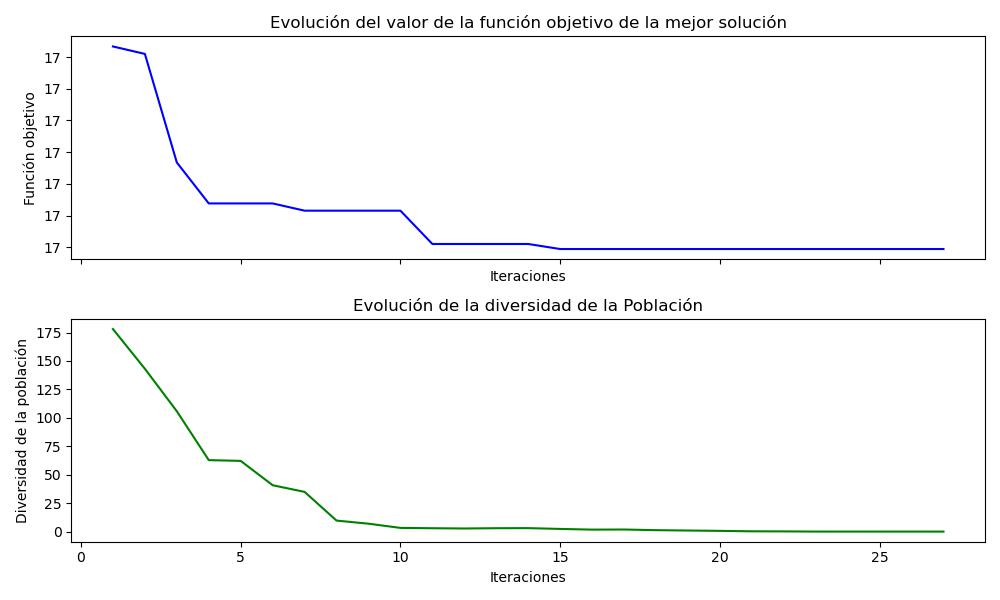 Evolución del valor de la función objetivo de la mejor solución
Función objetivo
17
17
17
17
17
17
17
Iteraciones
Evolución de la diversidad de la Población
Diversidad de la población
175
150
125
100
75
50
25
0
0 5 10 15 20 25
Iteraciones